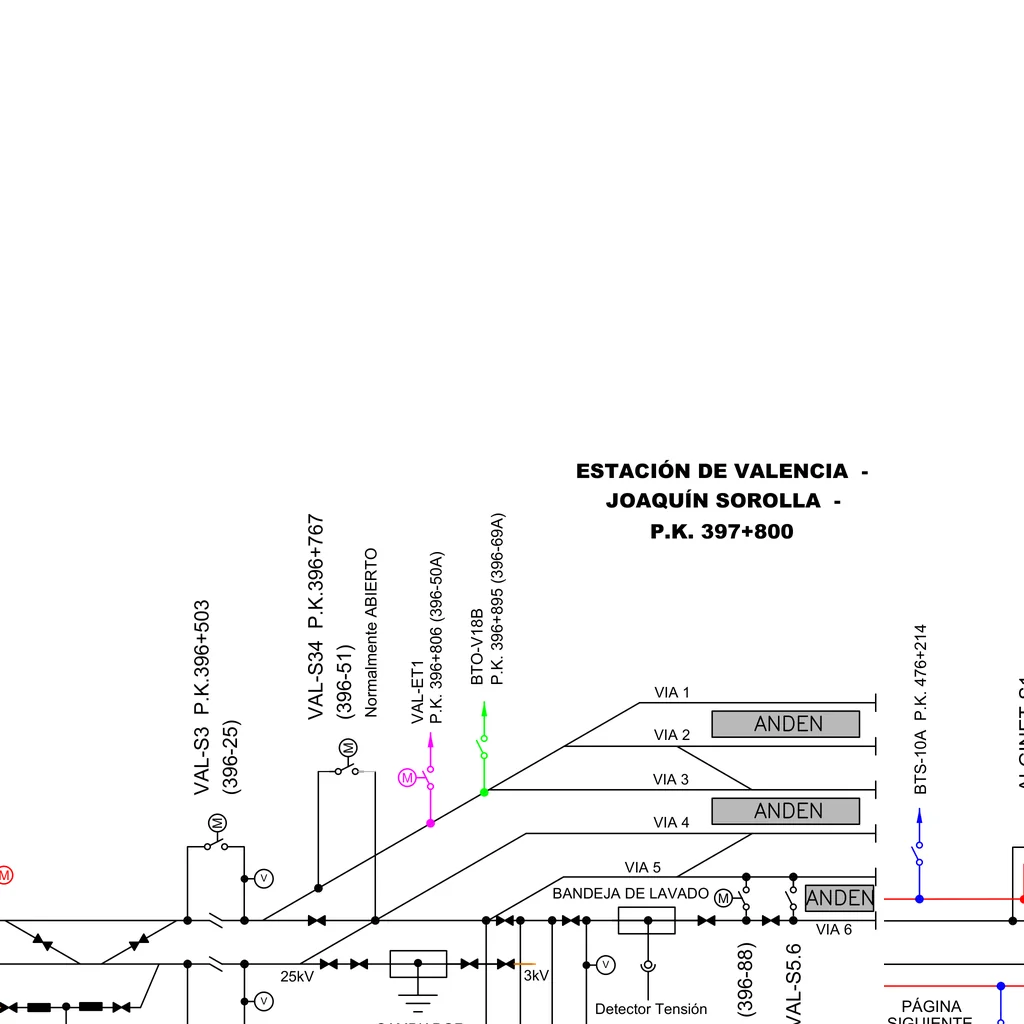 ESTACIÓN DE VALENCIA -
JOAQUÍN SOROLLA -
P.K. 397+800
VAL-S3 P.K.396+503
(396-25)
VAL-S34 P.K.396+767
(396-51)
Normalmente ABIERTO
VAL-ET1
P.K. 396+806 (396-50A)
BTO-V18B
P.K. 396+895 (396-69A)
BTS-10A P.K. 476+214
VIA 1
ANDEN
VIA 2
M
M
VIA 3
ANDEN
M
VIA 4
VIA 5
M
V
BANDEJA DE LAVADO
M
ANDEN
VIA 6
25kV
3kV
V
V
(396-88)
VAL-S5.6
Detector Tensión
PÁGINA
SIGUIENTE